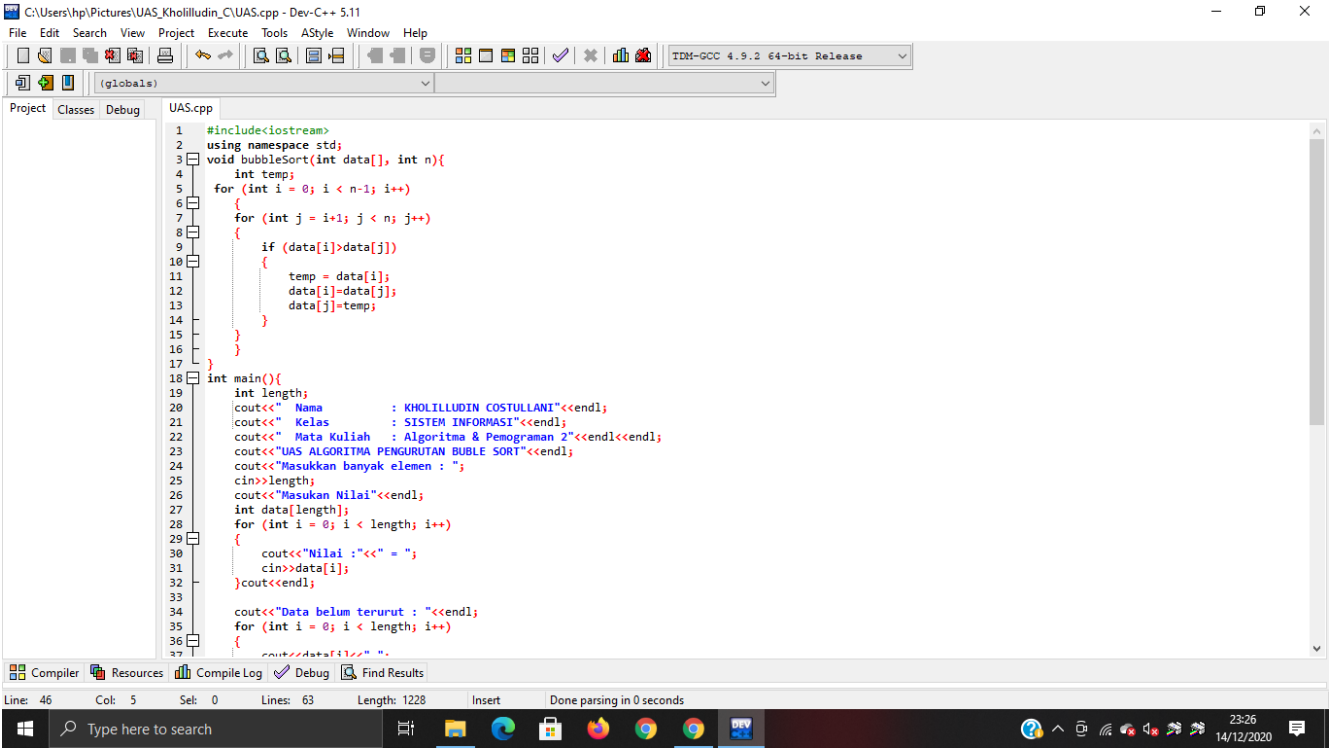 C:\Users\hp\Pictures\UAS_Kholilludin_C\UAS.cpp - Dev-C++ 5.11
File Edit Search View Project Execute Tools AStyle Window Help
TDM-GCC 4.9.2 64-bit Release
(globals)
Project Classes Debug UAS.cpp
1 #include<iostream>
2 using namespace std;
3 void bubbleSort(int data[], int n){
4 int temp;
5 for (int i = 0; i < n-1; i++)
6 {
7 for (int j = i+1; j < n; j++)
8 {
9 if (data[i]>data[j])
10 {
11 temp = data[i];
12 data[i]=data[j];
13 data[j]=temp;
14 }
15 }
16 }
17 }
18 int main(){
19 int length;
20 cout<<"  Nama          : KHOLILLUDIN COSTULLANI"<<endl;
21 cout<<"  Kelas         : SISTEM INFORMASI"<<endl;
22 cout<<"  Mata Kuliah   : Algoritma & Pemograman 2"<<endl<<endl;
23 cout<<"UAS ALGORITMA PENGURUTAN BUBLE SORT"<<endl;
24 cout<<"Masukkan banyak elemen : ";
25 cin>>length;
26 cout<<"Masukan Nilai"<<endl;
27 int data[length];
28 for (int i = 0; i < length; i++)
29 {
30 cout<<"Nilai :"<<" = ";
31 cin>>data[i];
32 }cout<<endl;
33
34 cout<<"Data belum terurut : "<<endl;
35 for (int i = 0; i < length; i++)
36 {
37 cout<<data[i]<<" ";
Compiler Resources Compile Log Debug Find Results
Line: 46 Col: 5 Sel: 0 Lines: 63 Length: 1228 Insert Done parsing in 0 seconds
Type here to search
DEV
23:26
14/12/2020